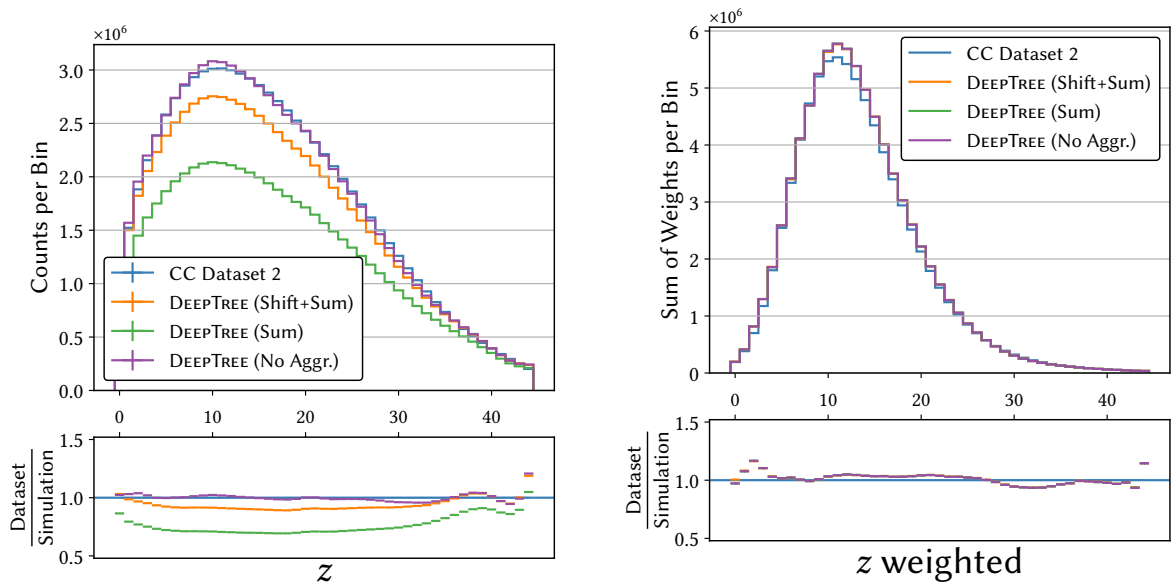 ×10⁶
Counts per Bin
3.0
2.5
2.0
1.5
1.0
0.5
0.0
CC Dataset 2
DeepTree (Shift+Sum)
DeepTree (Sum)
DeepTree (No Aggr.)
0 10 20 30 40
Dataset
Simulation
1.5
1.0
0.5
z
×10⁶
Sum of Weights per Bin
6
5
4
3
2
1
0
CC Dataset 2
DeepTree (Shift+Sum)
DeepTree (Sum)
DeepTree (No Aggr.)
0 10 20 30 40
Dataset
Simulation
1.5
1.0
0.5
z weighted